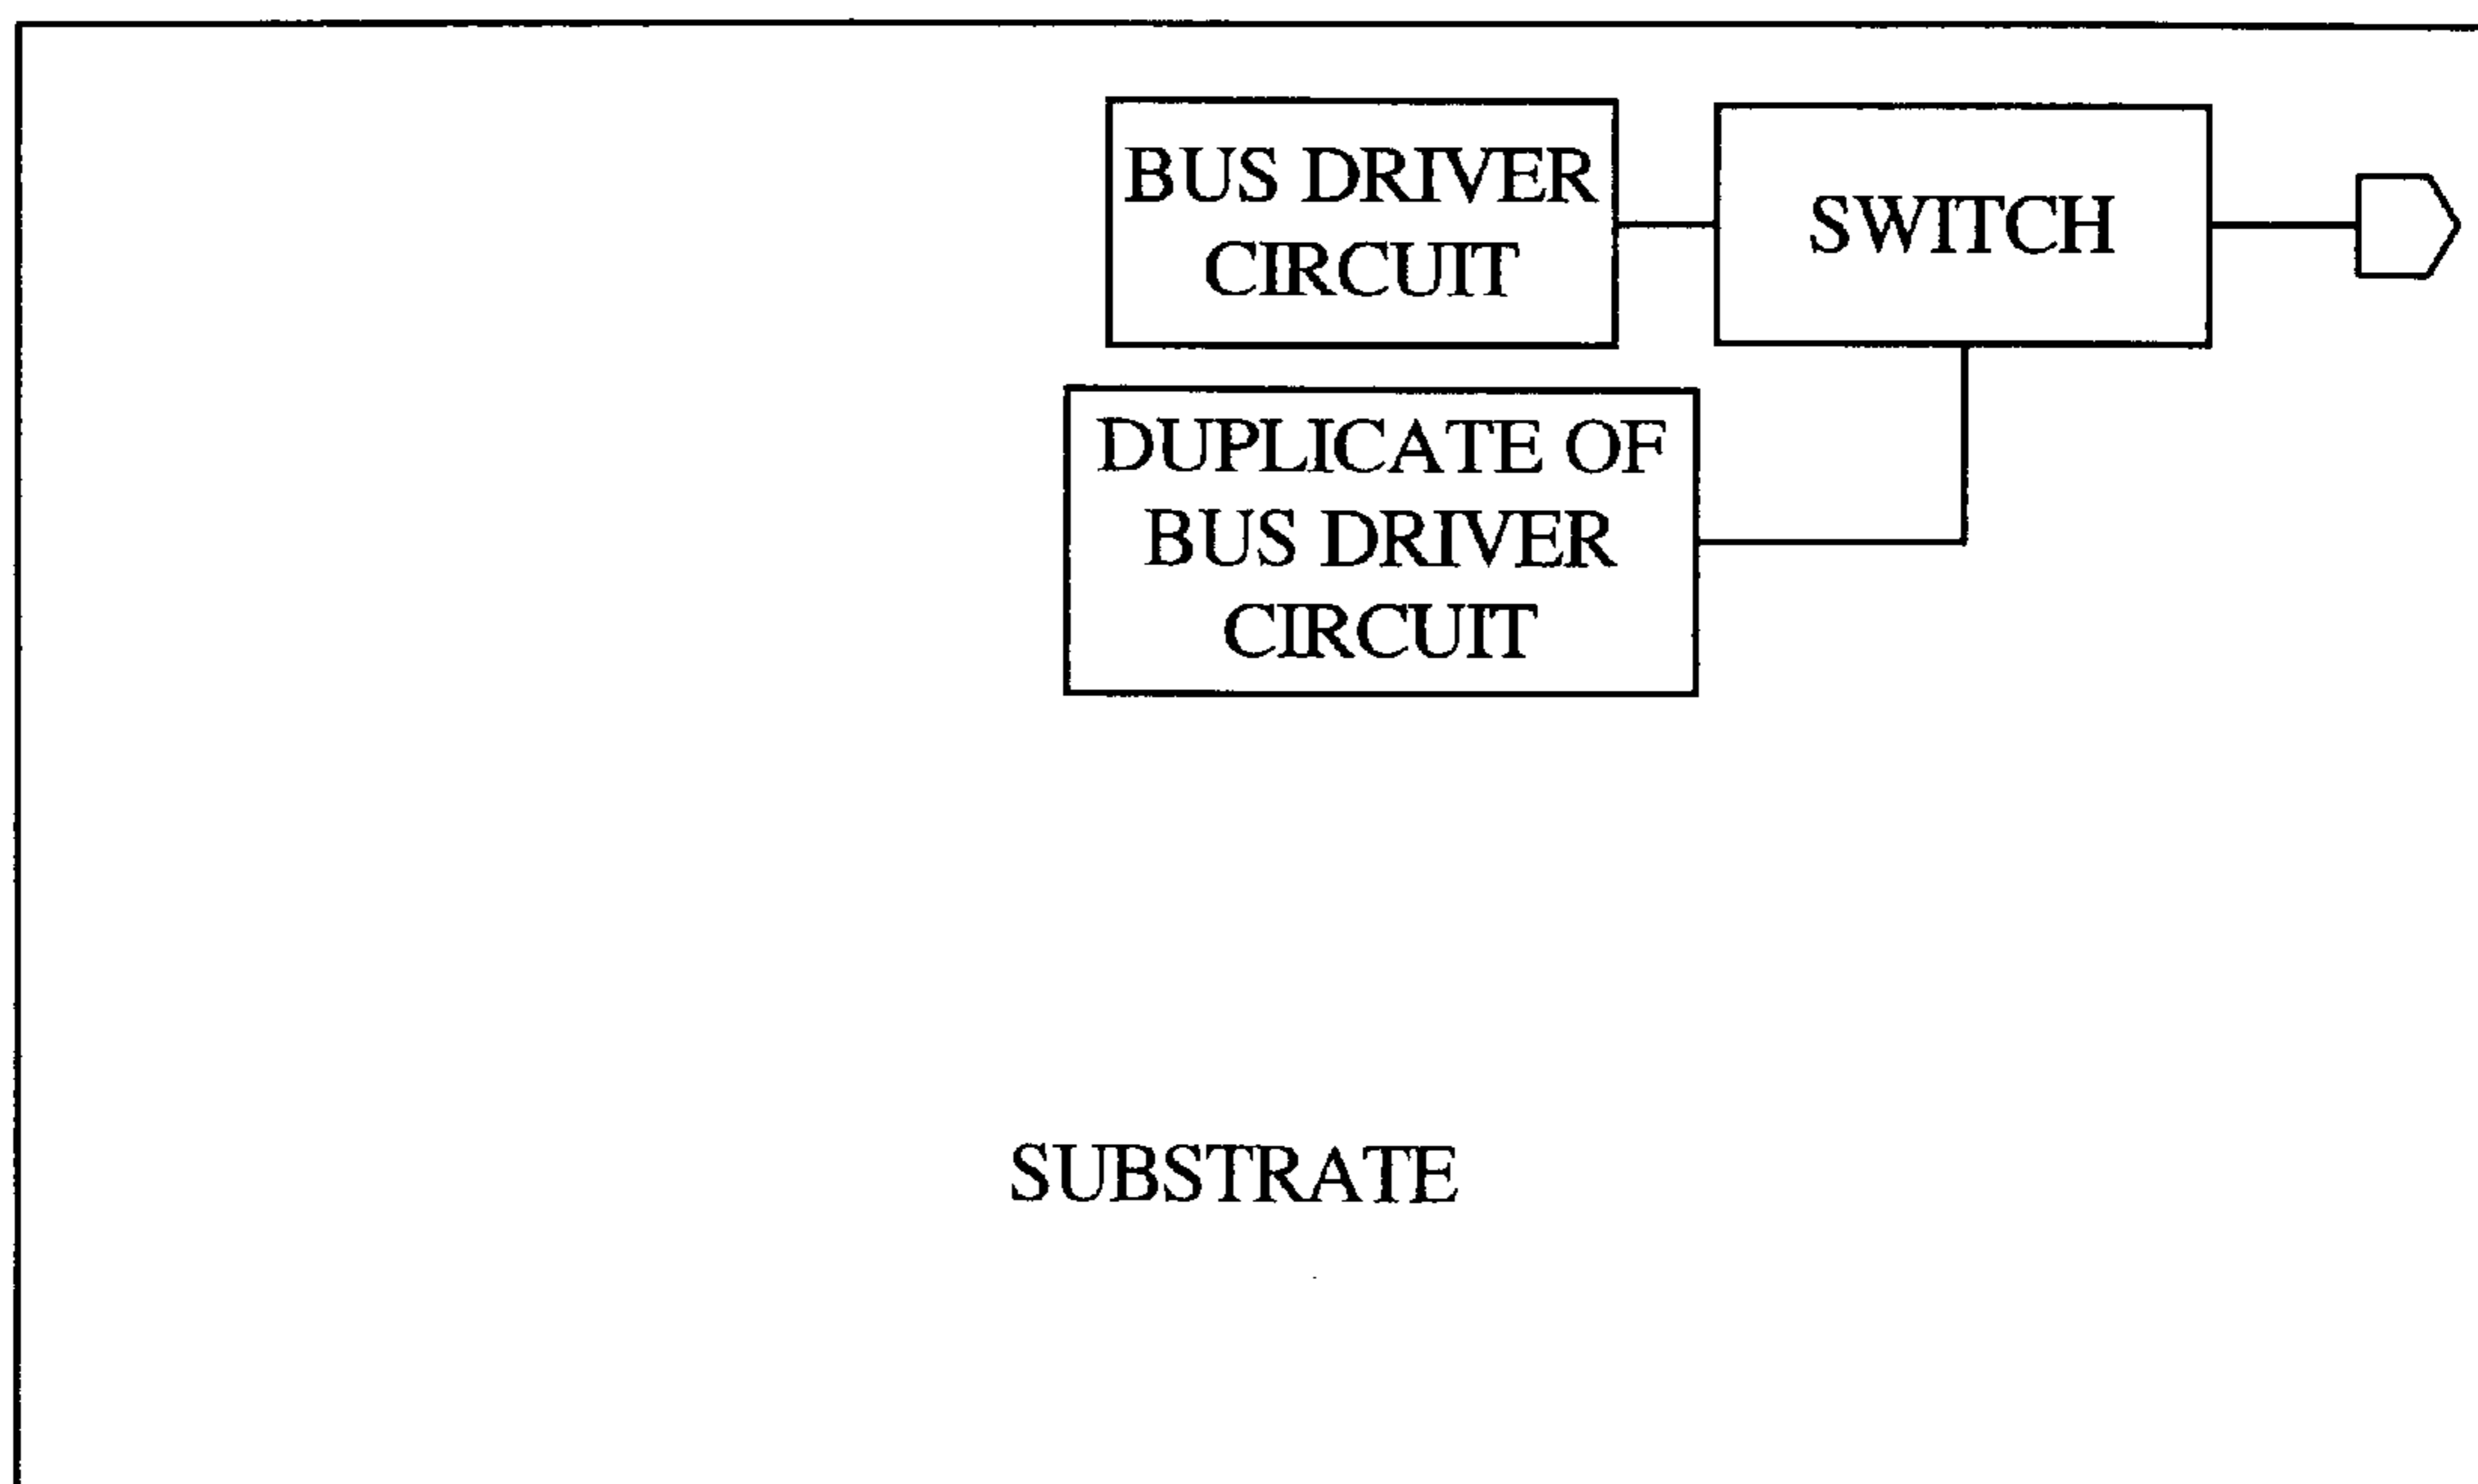 BUS DRIVER
CIRCUIT
SWITCH
DUPLICATE OF
BUS DRIVER
CIRCUIT
SUBSTRATE